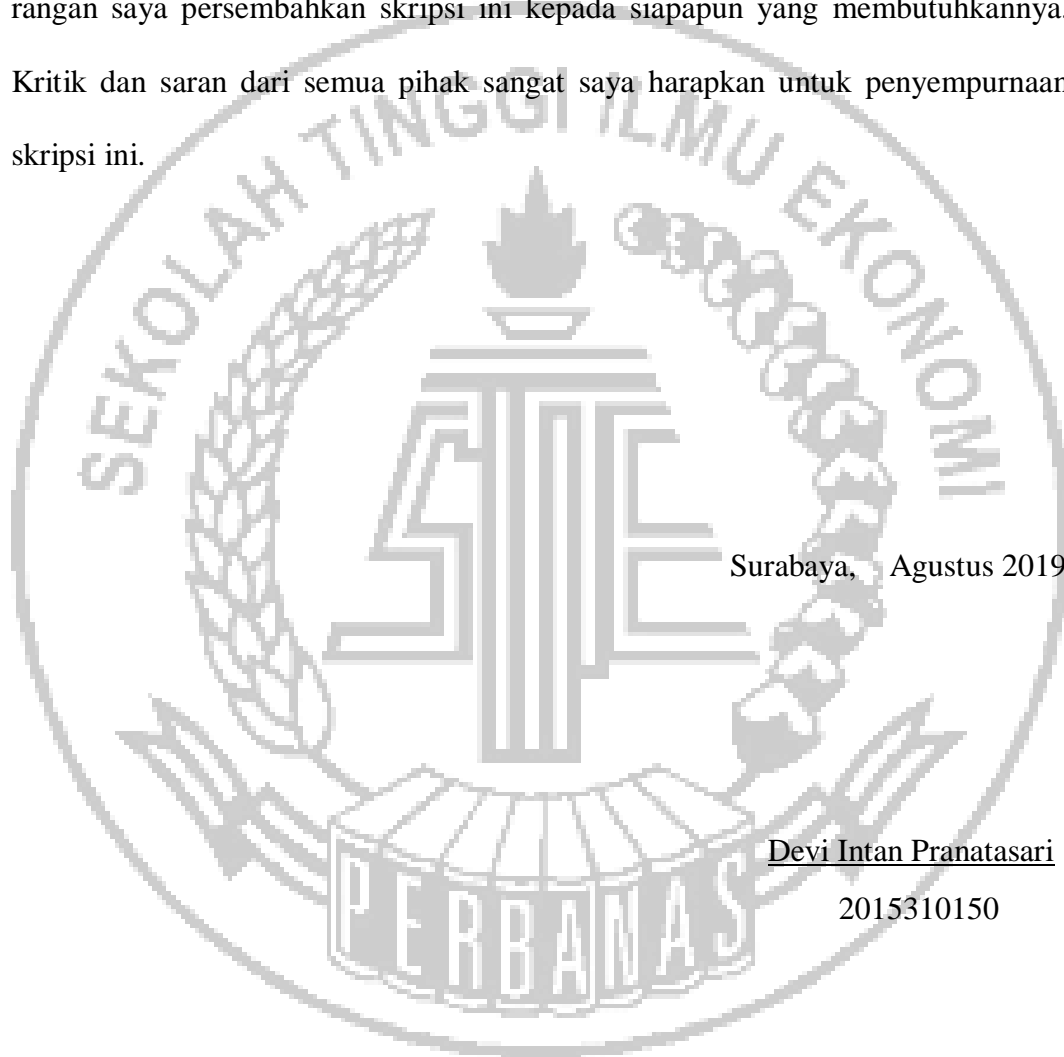 rangan saya persembahkan skripsi ini kepada siapapun yang membutuhkannya.
Kritik dan saran dari semua pihak sangat saya harapkan untuk penyempurnaan
skripsi ini.
SEKOLAH TINGGI ILMU EKONOMI
Surabaya, Agustus 2019
Devi Intan Pranatasari
2015310150
PERBANAS